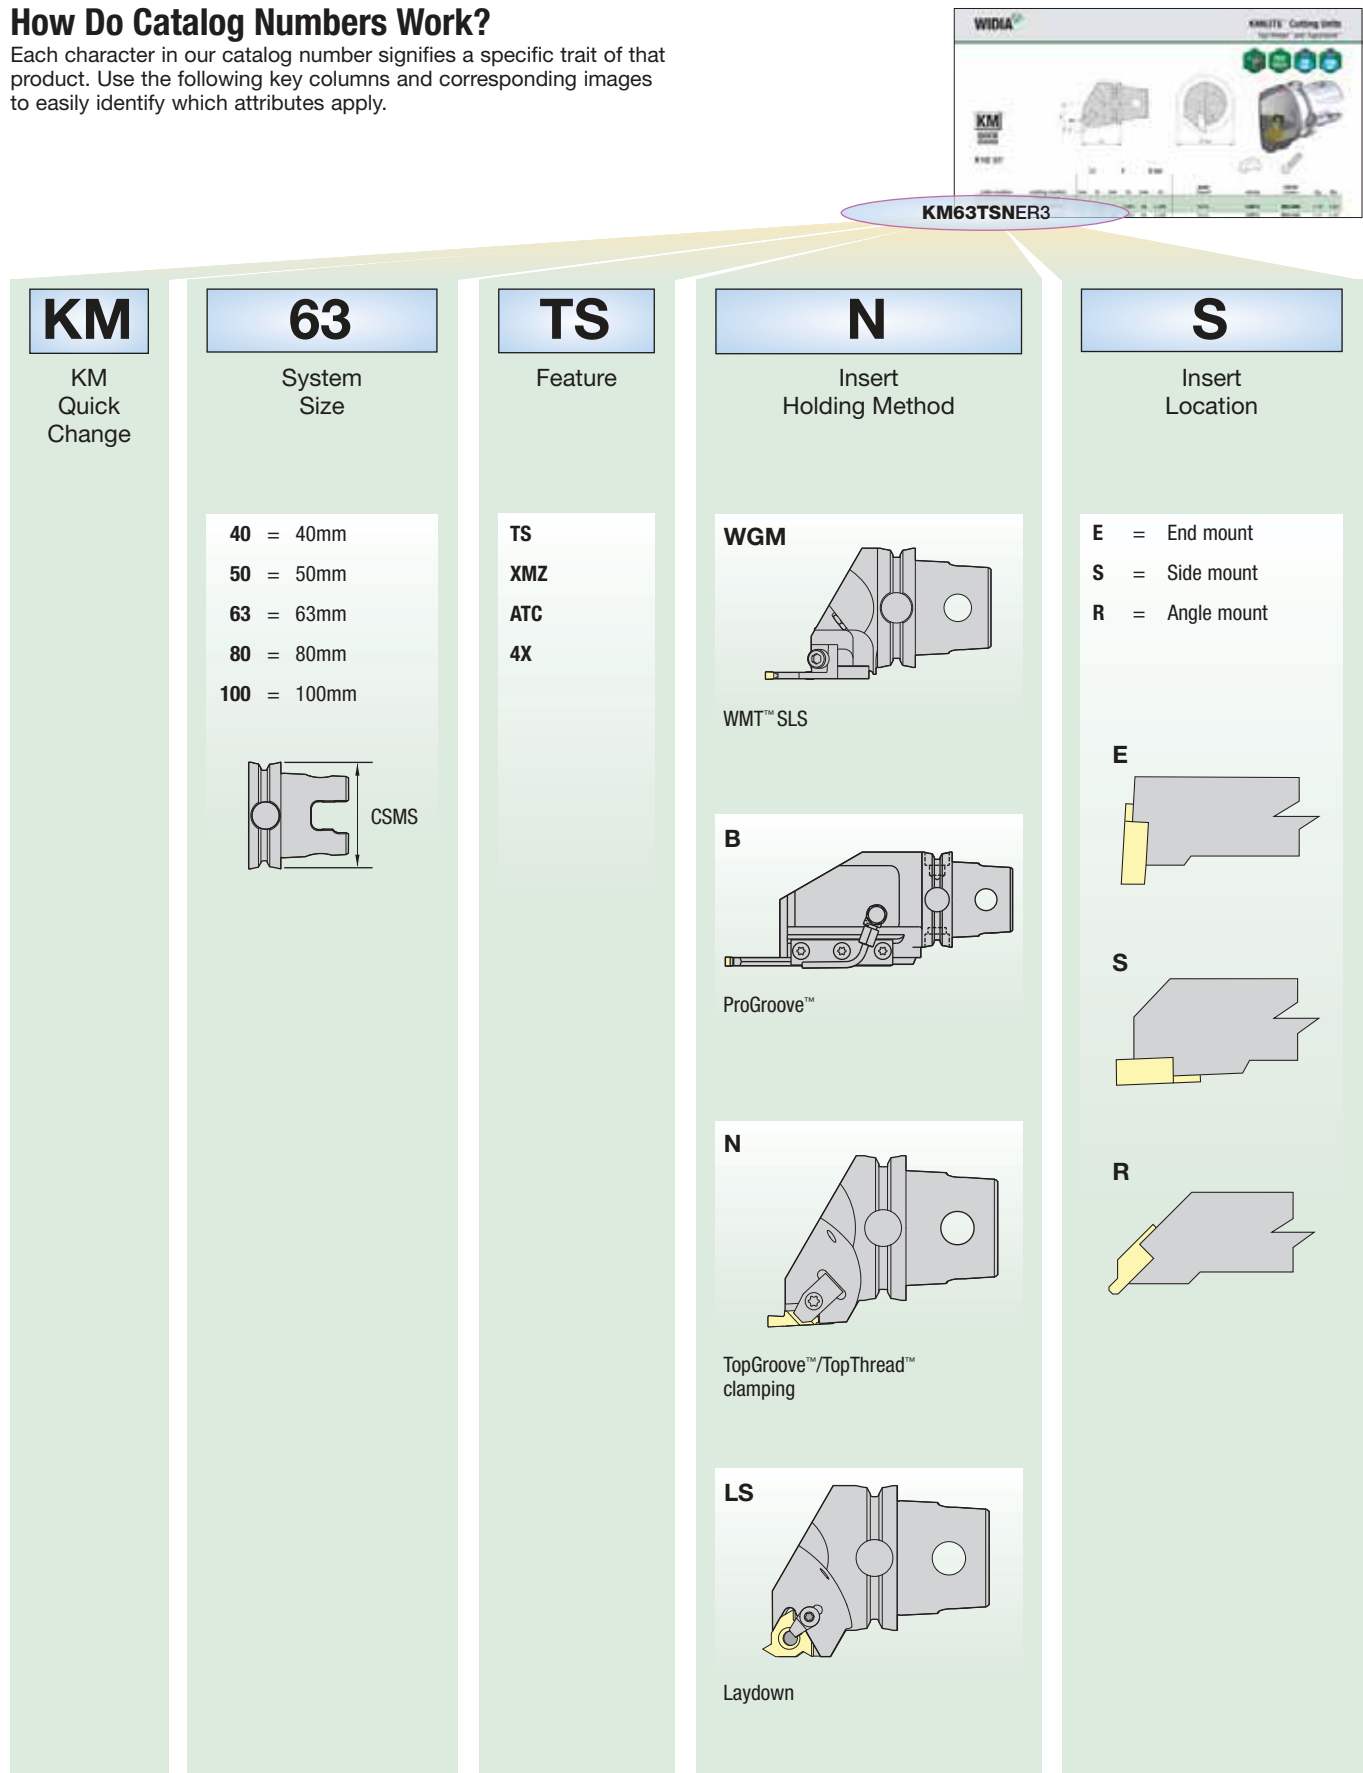 How Do Catalog Numbers Work?
Each character in our catalog number signifies a specific trait of that
product. Use the following key columns and corresponding images
to easily identify which attributes apply.
WIDIA
KMLITE™ Cutting Units
KM
KM63TSNER3
KM
KM
Quick
Change
63
System
Size
40 = 40mm
50 = 50mm
63 = 63mm
80 = 80mm
100 = 100mm
CSMS
TS
Feature
TS
XMZ
ATC
4X
N
Insert
Holding Method
WGM
WMT™ SLS
B
ProGroove™
N
TopGroove™/TopThread™
clamping
LS
Laydown
S
Insert
Location
E = End mount
S = Side mount
R = Angle mount
E
S
R